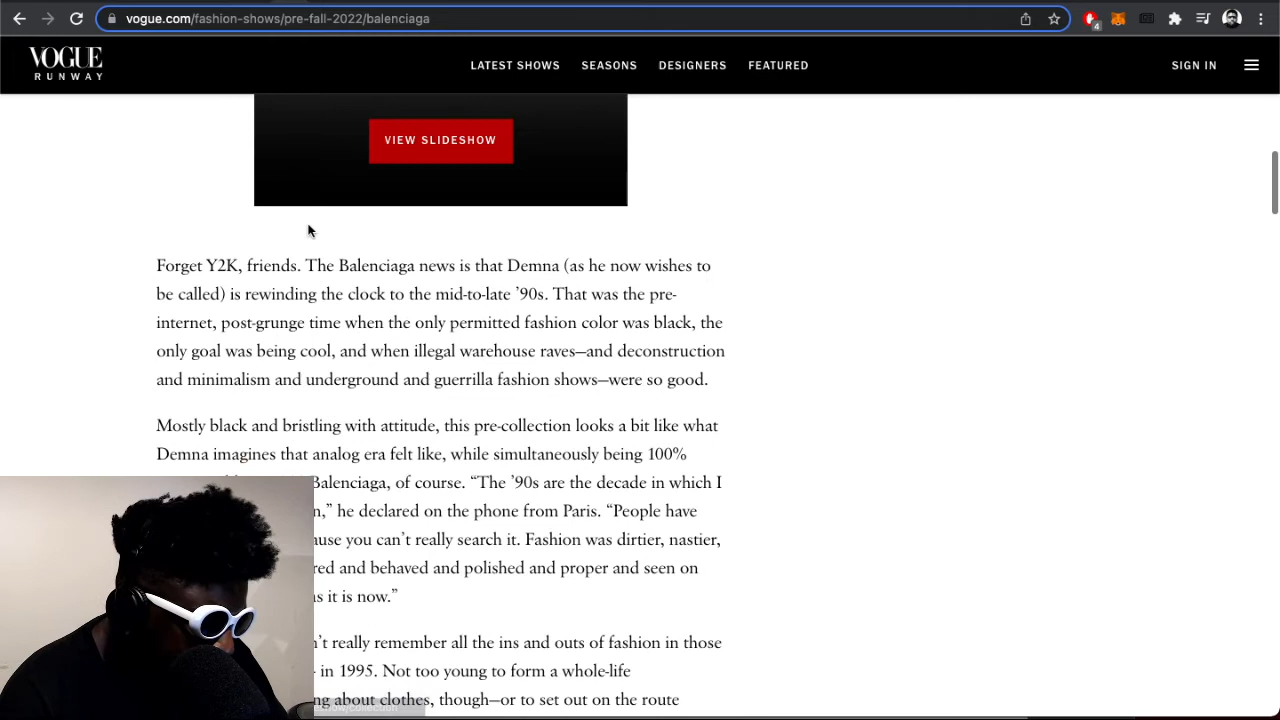 vogue.com/fashion-shows/pre-fall-2022/balenciaga
4
VOGUE
RUNWAY
LATEST SHOWS SEASONS DESIGNERS FEATURED
SIGN IN
VIEW SLIDESHOW
Forget Y2K, friends. The Balenciaga news is that Demna (as he now wishes to
be called) is rewinding the clock to the mid-to-late ’90s. That was the pre-
internet, post-grunge time when the only permitted fashion color was black, the
only goal was being cool, and when illegal warehouse raves—and deconstruction
and minimalism and underground and guerrilla fashion shows—were so good.
Mostly black and bristling with attitude, this pre-collection looks a bit like what
Demna imagines that analog era felt like, while simultaneously being 100%
Balenciaga, of course. “The ’90s are the decade in which I
n,” he declared on the phone from Paris. “People have
ause you can’t really search it. Fashion was dirtier, nastier,
red and behaved and polished and proper and seen on
as it is now.”
n’t really remember all the ins and outs of fashion in those
- in 1995. Not too young to form a whole-life
ng about clothes, though—or to set out on the route